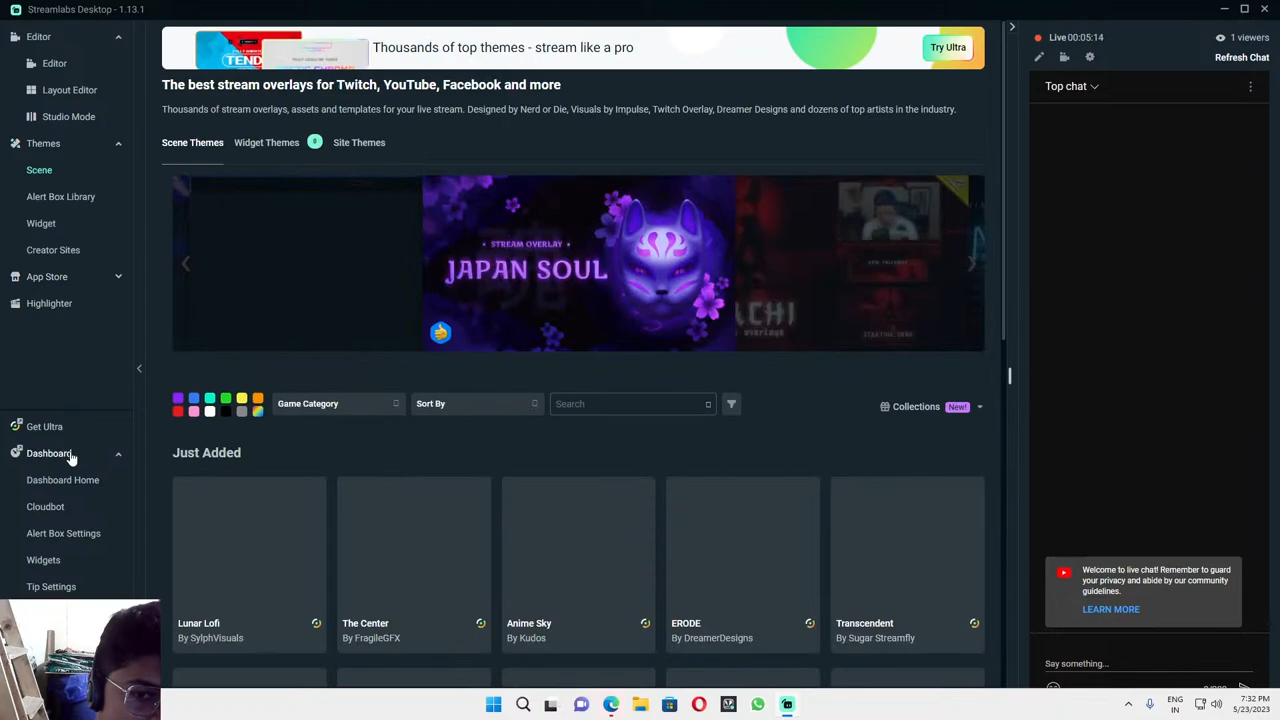 Streamlabs Desktop - 1.13.1
Editor
Editor
Layout Editor
Studio Mode
Themes
Scene
Alert Box Library
Widget
Creator Sites
App Store
Highlighter
Get Ultra
Dashboard
Dashboard Home
Cloudbot
Alert Box Settings
Widgets
Tip Settings
TEND
Thousands of top themes - stream like a pro
Try Ultra
The best stream overlays for Twitch, YouTube, Facebook and more
Thousands of stream overlays, assets and templates for your live stream. Designed by Nerd or Die, Visuals by Impulse, Twitch Overlay, Dreamer Designs and dozens of top artists in the industry.
Scene Themes
Widget Themes
0
Site Themes
STREAM OVERLAY
JAPAN SOUL
Game Category
Sort By
Search
Collections New!
Just Added
Lunar Lofi
By SylphVisuals
The Center
By FragileGFX
Anime Sky
By Kudos
ERODE
By DreamerDesigns
Transcendent
By Sugar Streamfly
Live 00:05:14
1 viewers
Refresh Chat
Top chat
Welcome to live chat! Remember to guard
your privacy and abide by our community
guidelines.
LEARN MORE
Say something...
ENG
IN
7:32 PM
5/23/2023